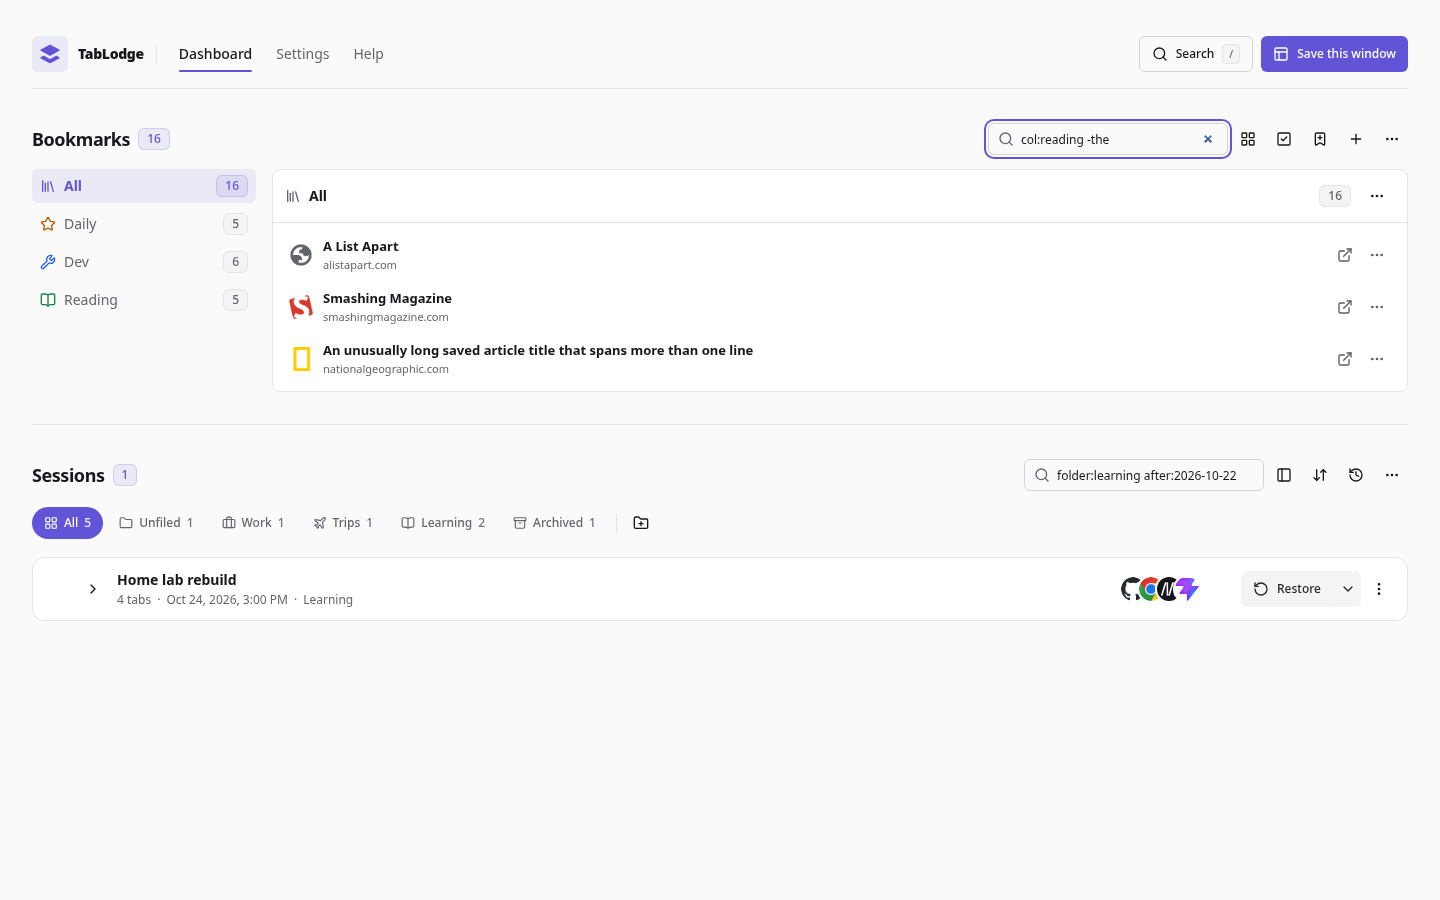 TabLodge
Dashboard
Settings
Help
Search /
Save this window
Bookmarks 16
col:reading -the
All 16
Daily 5
Dev 6
Reading 5
All 16
A List Apart
alistapart.com
Smashing Magazine
smashingmagazine.com
An unusually long saved article title that spans more than one line
nationalgeographic.com
Sessions 1
folder:learning after:2026-10-22
All 5
Unfiled 1
Work 1
Trips 1
Learning 2
Archived 1
Home lab rebuild
4 tabs · Oct 24, 2026, 3:00 PM · Learning
Restore